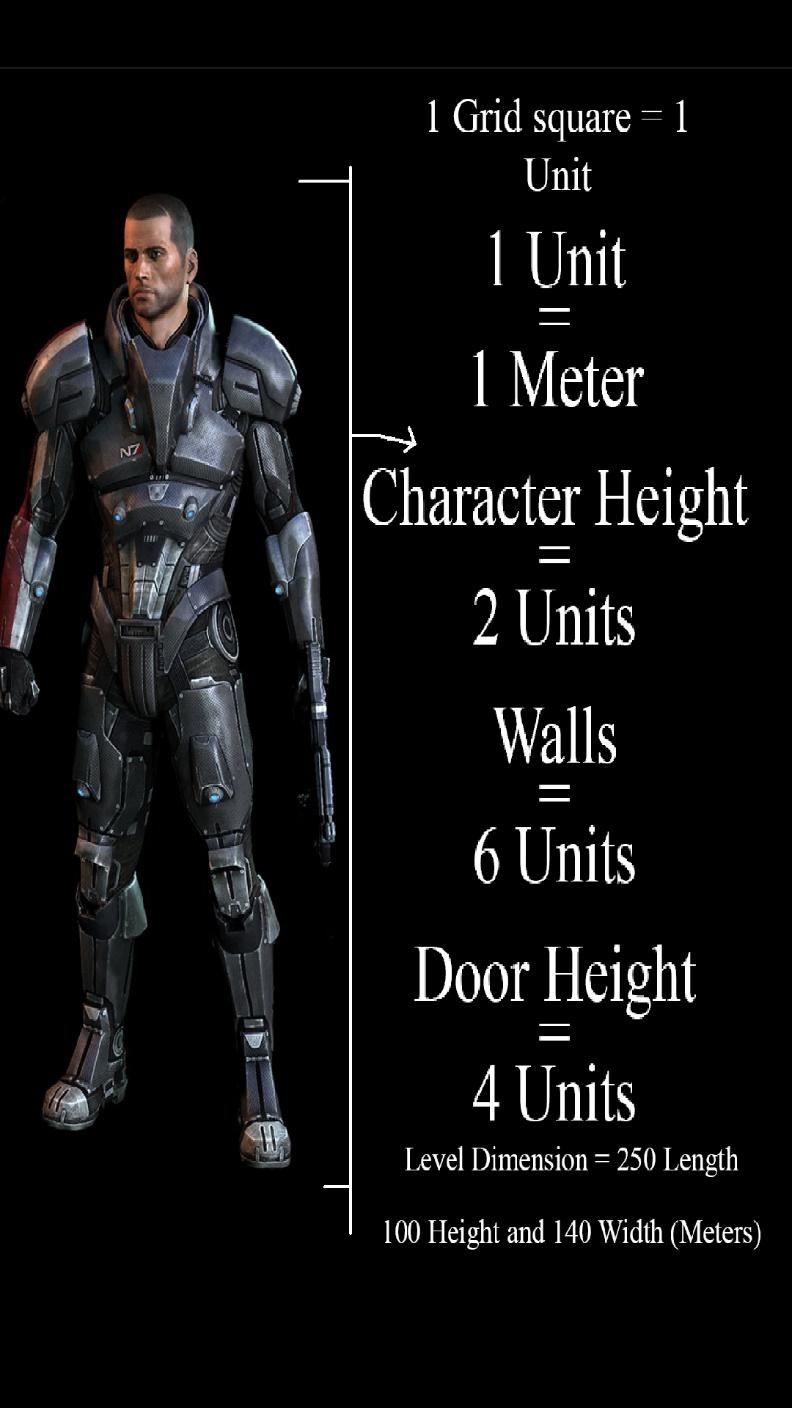 1 Grid square = 1
Unit
1 Unit
=
1 Meter
Character Height
=
2 Units
N7
Walls
=
6 Units
Door Height
=
4 Units
Level Dimension = 250 Length
100 Height and 140 Width (Meters)